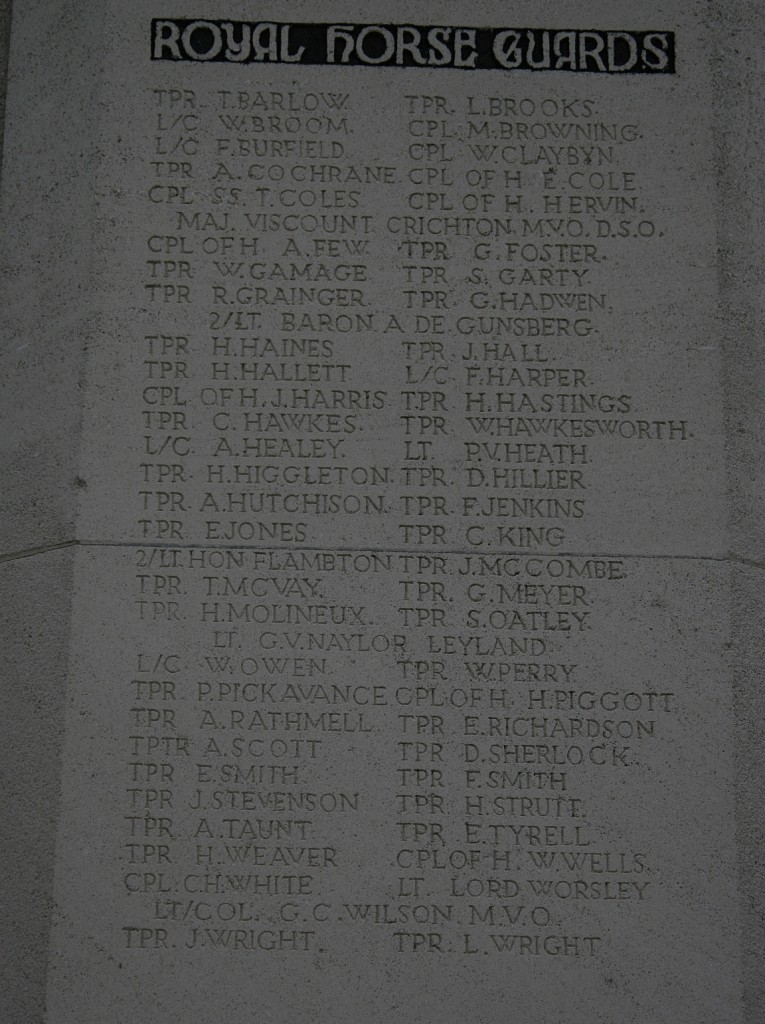 ROYAL HORSE GUARDS
TPR. T. BARLOW. TPR. L. BROOKS.
L/C W. BROOM. CPL. M. BROWNING.
L/C F. BURFIELD. CPL. W. CLAYBYN.
TPR A. COCHRANE. CPL OF H E. COLE.
CPL SS. T. COLES CPL OF H. H ERVIN.
MAJ. VISCOUNT CRICHTON. M.V.O. D.S.O.
CPL OF H. A. FEW. TPR G. FOSTER.
TPR W. GAMAGE TPR S. GARTY.
TPR R. GRAINGER. TPR. G. HADWEN.
2/LT. BARON. A DE GUNSBERG.
TPR H. HAINES TPR J. HALL.
TPR H. HALLETT L/C F. HARPER.
CPL OF H. J. HARRIS TPR H. HASTINGS.
TPR C. HAWKES. TPR W. HAWKESWORTH.
L/C A. HEALEY. LT. P.V. HEATH.
TPR H. HIGGLETON. TPR. D. HILLIER.
TPR A. HUTCHISON. TPR F. JENKINS
TPR E. JONES TPR C. KING
2/LT. HON F LAMBTON TPR. J. MCCOMBE.
TPR. T. MCVAY. TPR. G. MEYER.
TPR. H. MOLINEUX. TPR S. OATLEY.
LT. G.V. NAYLOR LEYLAND.
L/C W. OWEN. TPR W. PERRY.
TPR P. PICKAVANCE. CPL OF H. H. PIGGOTT
TPR A. RATHMELL TPR E. RICHARDSON
TPTR A. SCOTT TPR D. SHERLOCK.
TPR E. SMITH. TPR F. SMITH
TPR J. STEVENSON TPR H. STRUTT.
TPR A. TAUNT TPR E. TYRELL
TPR H. WEAVER CPL OF H W. WELLS.
CPL. C.H. WHITE. LT. LORD WORSLEY
LT/COL. G. C. WILSON. M.V.O.
TPR. J. WRIGHT. TPR. L. WRIGHT